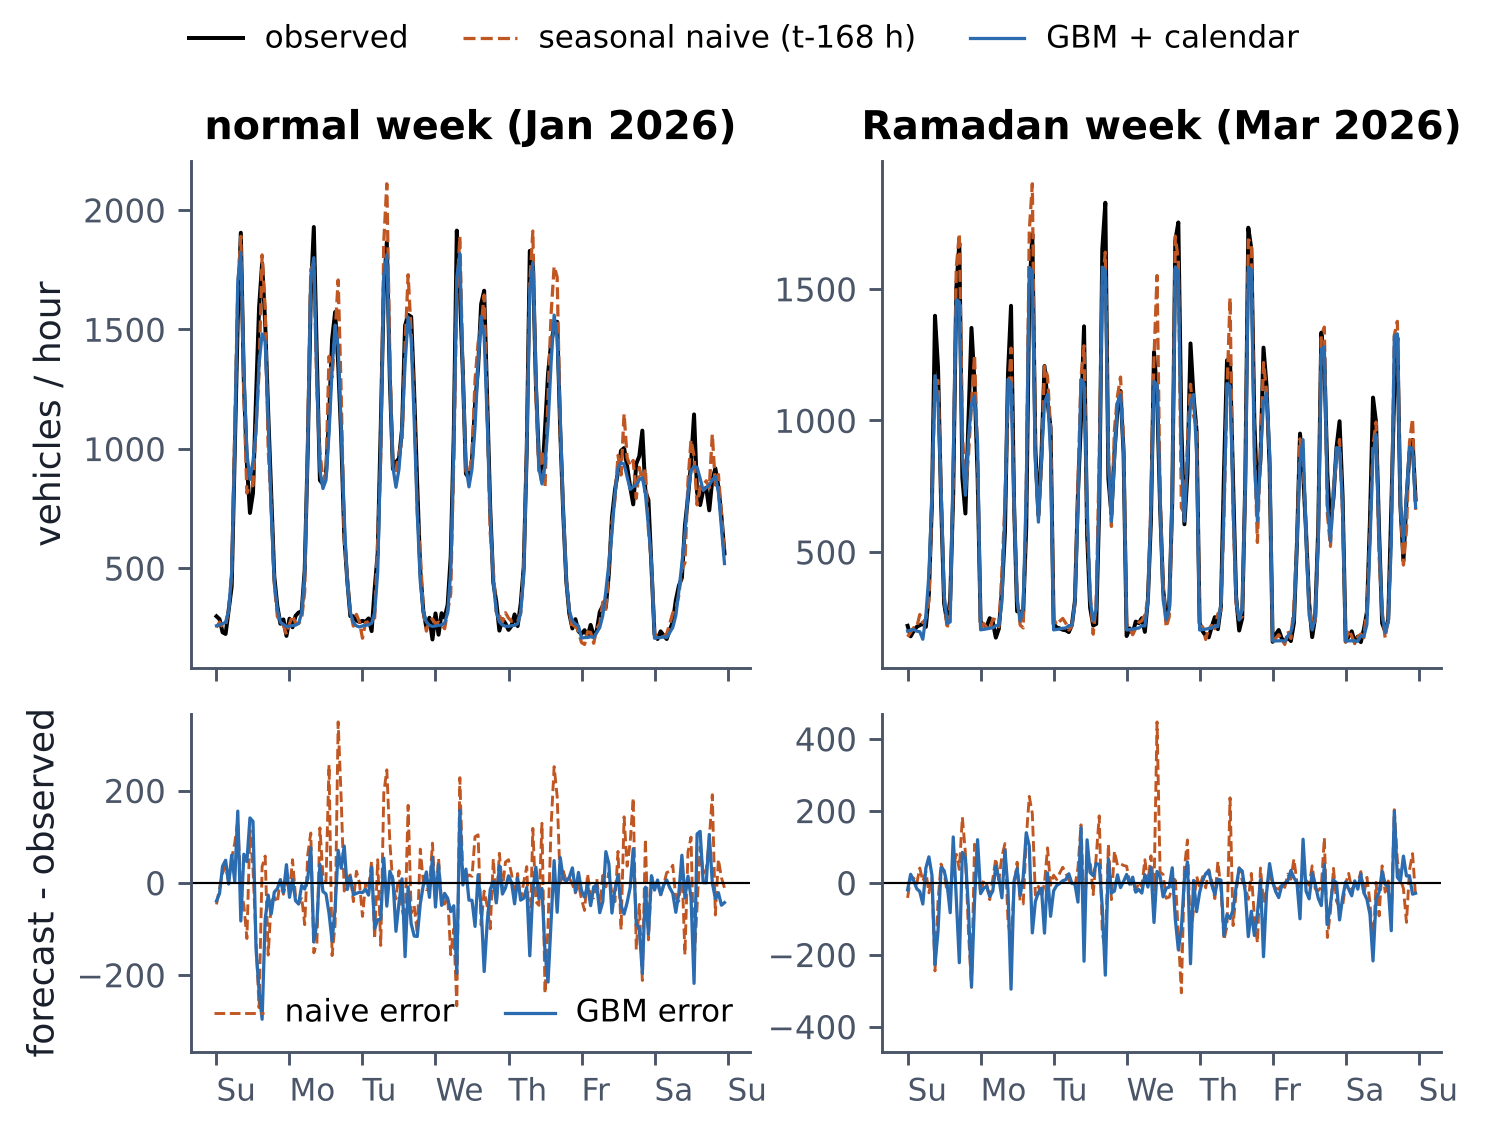 observed seasonal naive (t-168 h) GBM + calendar
normal week (Jan 2026)
Ramadan week (Mar 2026)
vehicles / hour
2000
1500
1000
500
1500
1000
500
forecast - observed
200
0
−200
naive error GBM error
400
200
0
−200
−400
Su Mo Tu We Th Fr Sa Su
Su Mo Tu We Th Fr Sa Su